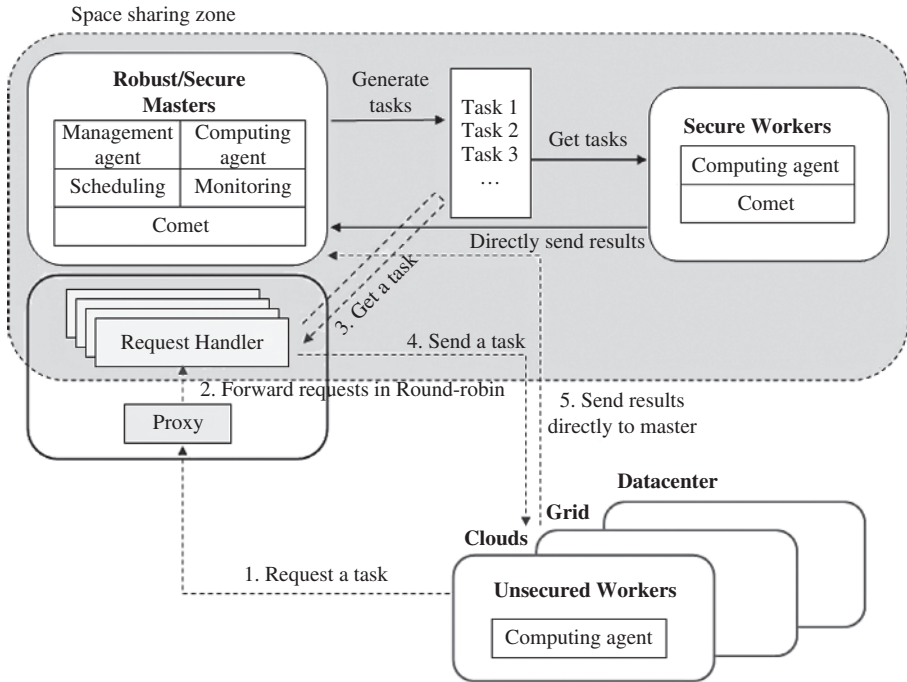 Space sharing zone
Robust/Secure
Masters
Management
agent
Computing
agent
Scheduling
Monitoring
Comet
Generate
tasks
Task 1
Task 2
Task 3
…
Get tasks
Secure Workers
Computing agent
Comet
Directly send results
3. Get a task
Request Handler
4. Send a task
2. Forward requests in Round-robin
Proxy
5. Send results
directly to master
Datacenter
Grid
Clouds
1. Request a task
Unsecured Workers
Computing agent